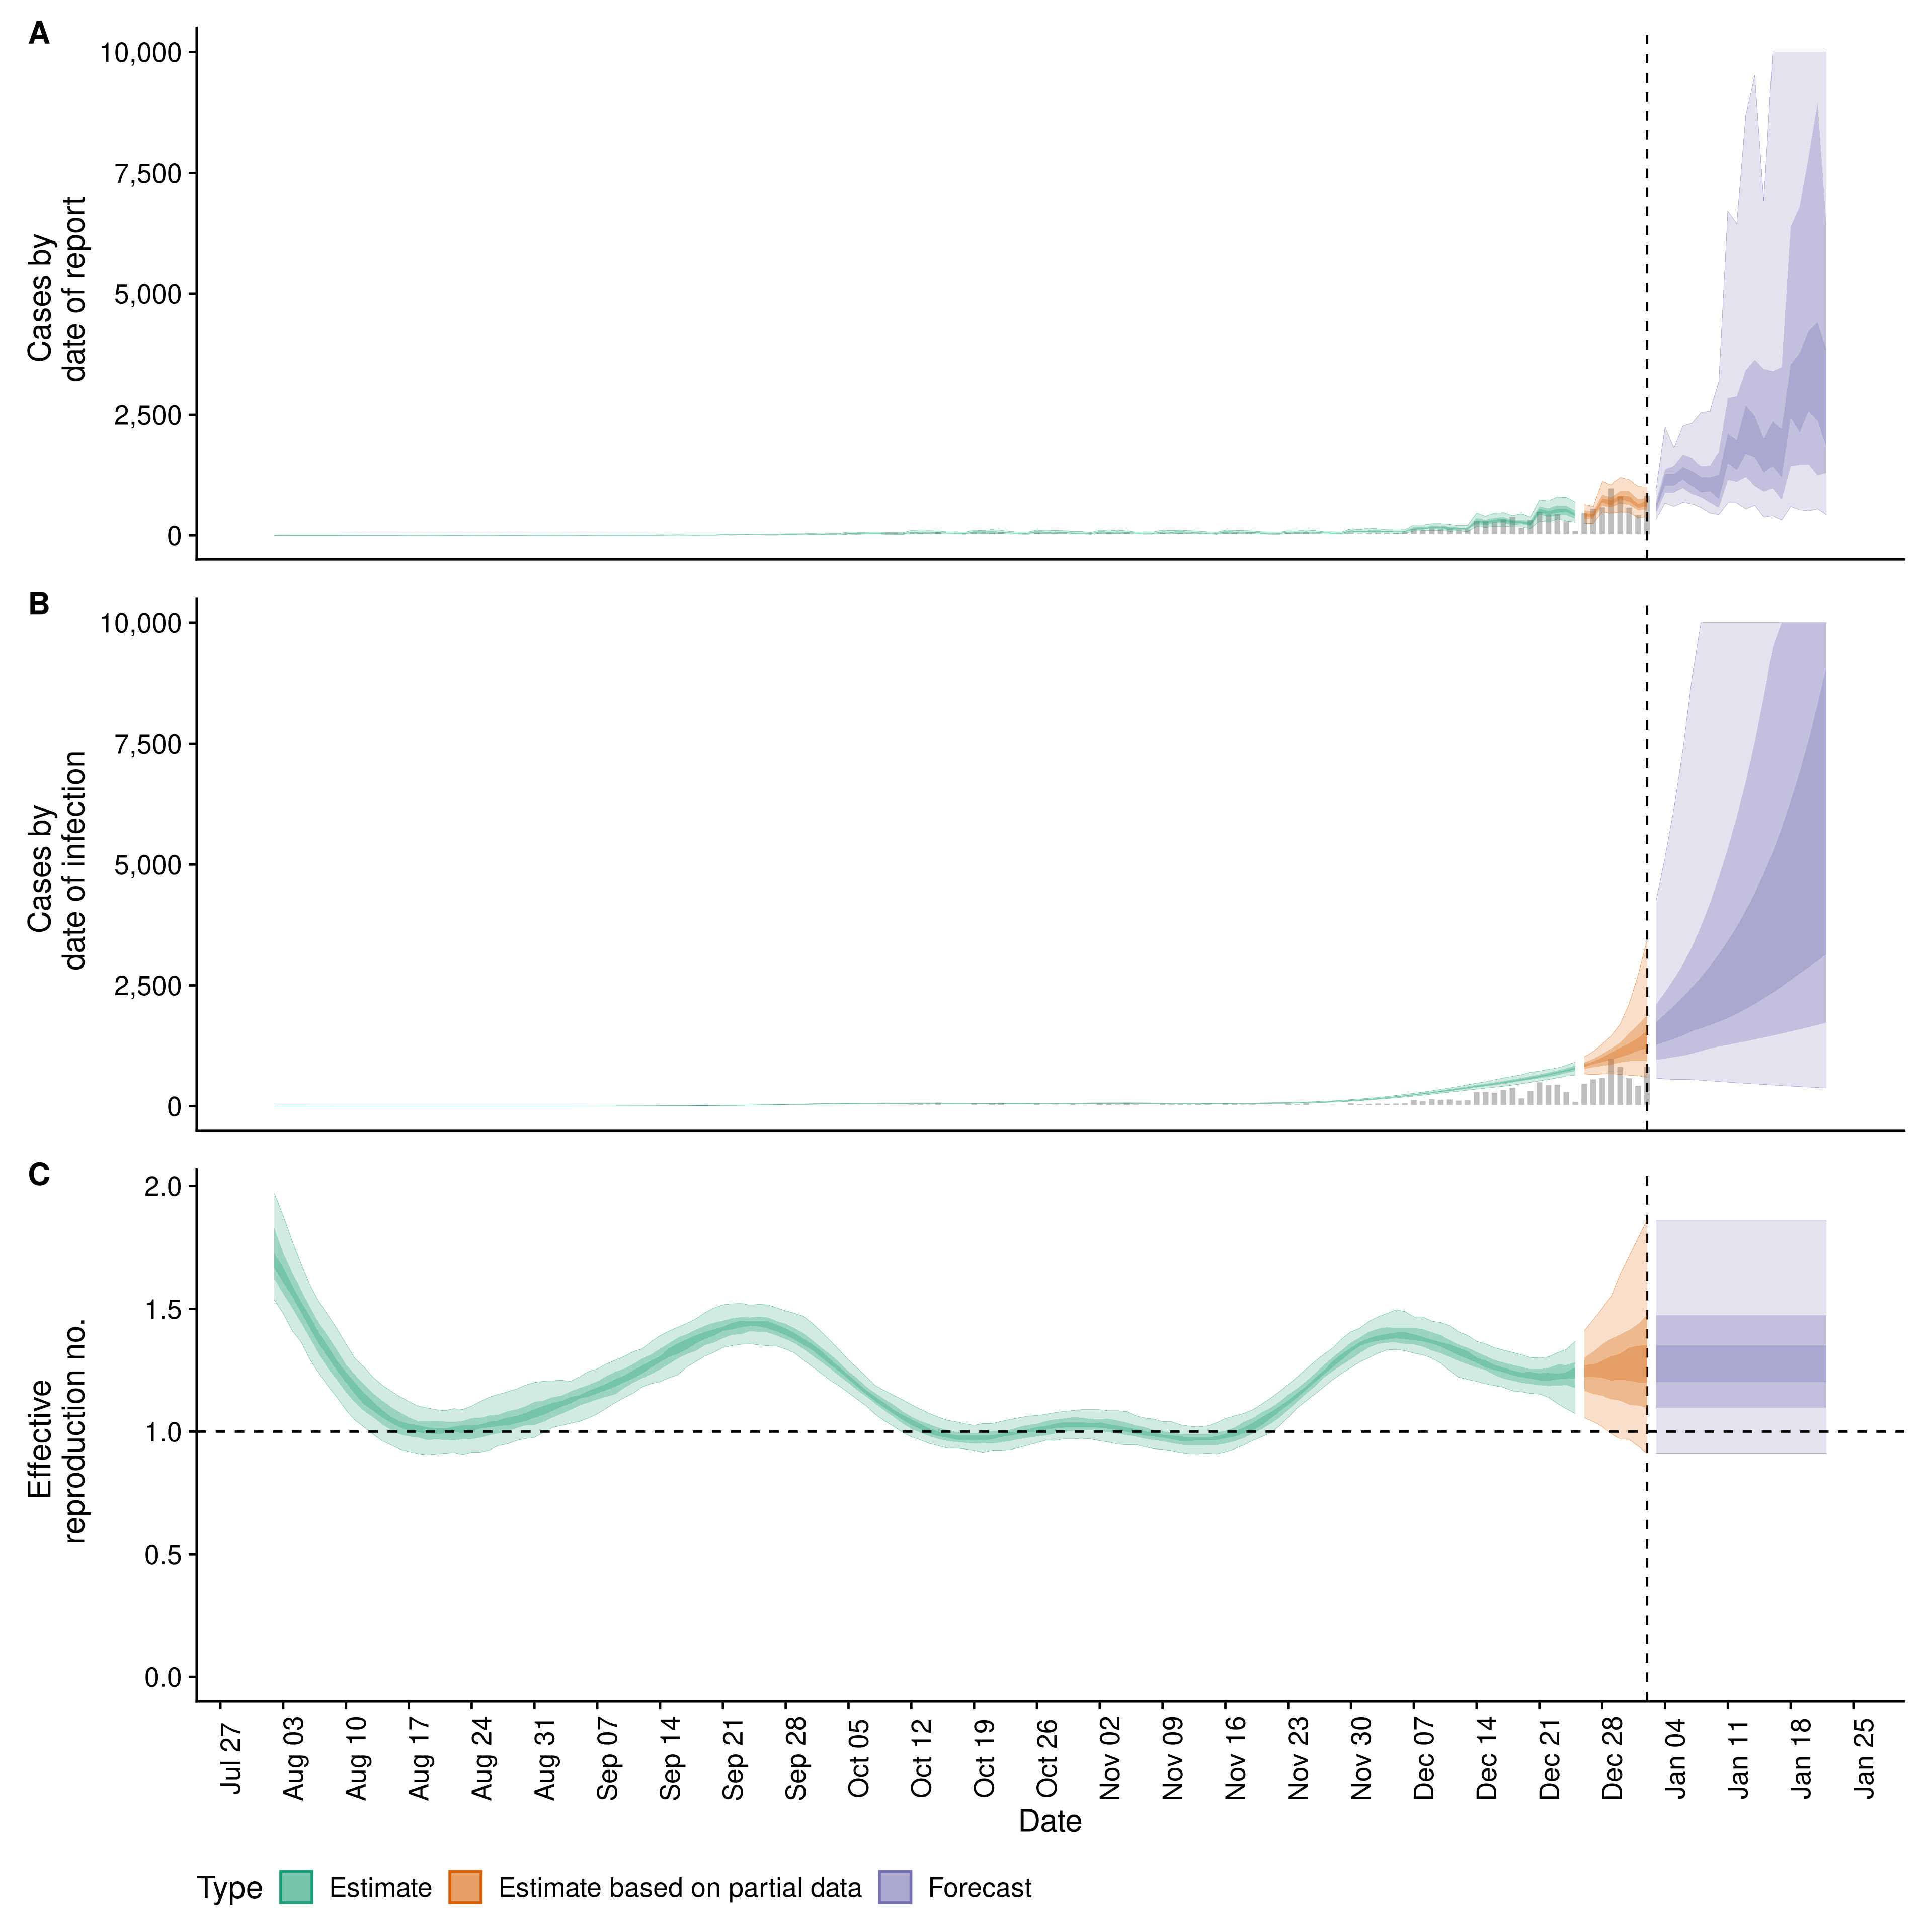 A
10,000
7,500
5,000
2,500
0
Cases by
date of report
B
10,000
7,500
5,000
2,500
0
Cases by
date of infection
C
2.0
1.5
1.0
0.5
0.0
Effective
reproduction no.
Jul 27
Aug 03
Aug 10
Aug 17
Aug 24
Aug 31
Sep 07
Sep 14
Sep 21
Sep 28
Oct 05
Oct 12
Oct 19
Oct 26
Nov 02
Nov 09
Nov 16
Nov 23
Nov 30
Dec 07
Dec 14
Dec 21
Dec 28
Jan 04
Jan 11
Jan 18
Jan 25
Date
Type Estimate Estimate based on partial data Forecast